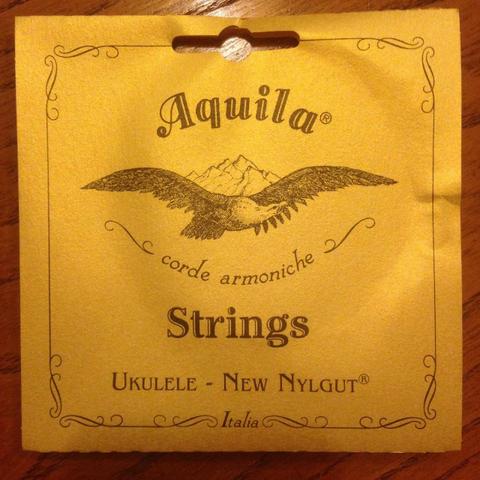 Aquila®
corde armoniche
Strings
UKULELE - NEW NYLGUT®
Italia